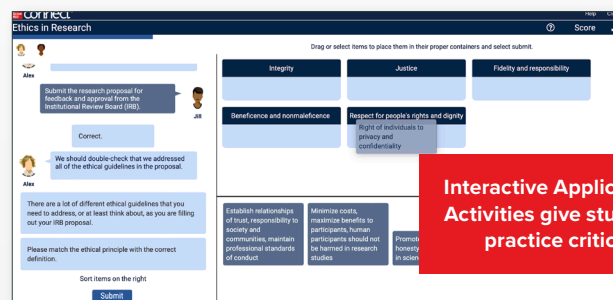 connect
Help
Ethics in Research
Score
Drag or select items to place them in their proper containers and select submit.
Alex
Submit the research proposal for
feedback and approval from the
Institutional Review Board (IRB).
Jill
Correct.
We should double-check that we addressed
all of the ethical guidelines in the proposal.
Alex
There are a lot of different ethical guidelines that you
need to address, or at least think about, as you are filling
out your IRB proposal.
Please match the ethical principle with the correct
definition.
Sort items on the right
Submit
Integrity
Justice
Fidelity and responsibility
Beneficence and nonmaleficence
Respect for people's rights and dignity
Right of individuals to
privacy and
confidentiality
Establish relationships
of trust, responsibility to
society and
communities, maintain
professional standards
of conduct
Minimize costs,
maximize benefits to
participants, human
participants should not
be harmed in research
studies
Promot
honesty
in scien
Interactive Applic
Activities give stu
practice critic